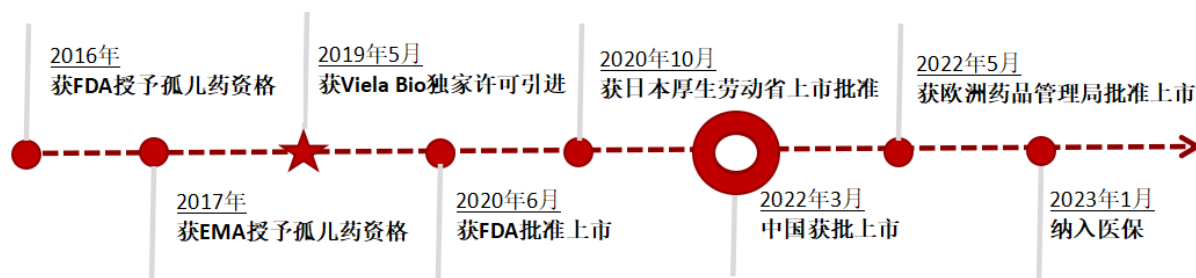 2016年
获FDA授予孤儿药资格
2017年
获EMA授予孤儿药资格
2019年5月
获Viela Bio独家许可引进
2020年6月
获FDA批准上市
2020年10月
获日本厚生劳动省上市批准
2022年3月
中国获批上市
2022年5月
获欧洲药品管理局批准上市
2023年1月
纳入医保